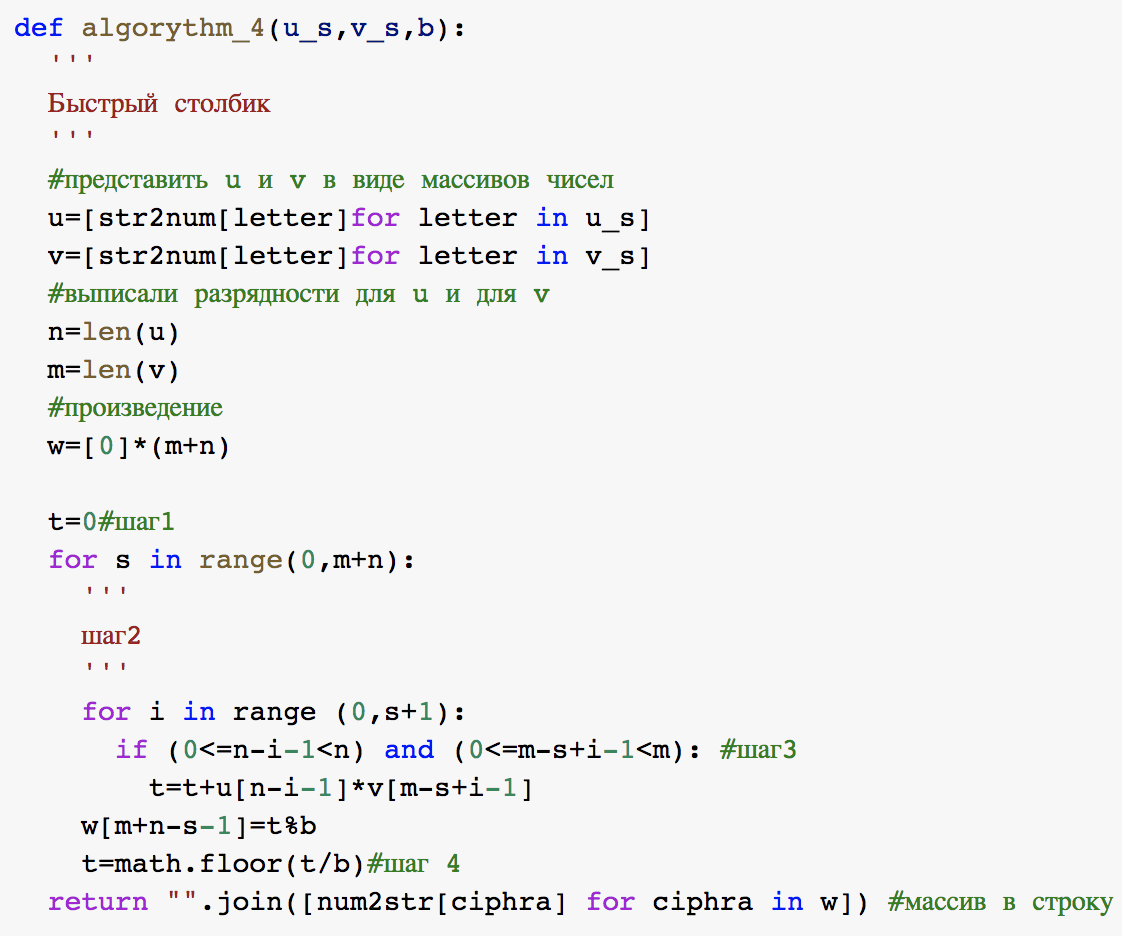 def algorythm_4(u_s,v_s,b):
  '''
  Быстрый столбик
  '''
  #представить u и v в виде массивов чисел
  u=[str2num[letter]for letter in u_s]
  v=[str2num[letter]for letter in v_s]
  #выписали разрядности для u и для v
  n=len(u)
  m=len(v)
  #произведение
  w=[0]*(m+n)

  t=0#шаг1
  for s in range(0,m+n):
    '''
    шаг2
    '''
    for i in range (0,s+1):
      if (0<=n-i-1<n) and (0<=m-s+i-1<m): #шаг3
        t=t+u[n-i-1]*v[m-s+i-1]
    w[m+n-s-1]=t%b
    t=math.floor(t/b)#шаг 4
  return "".join([num2str[ciphra] for ciphra in w]) #массив в строку